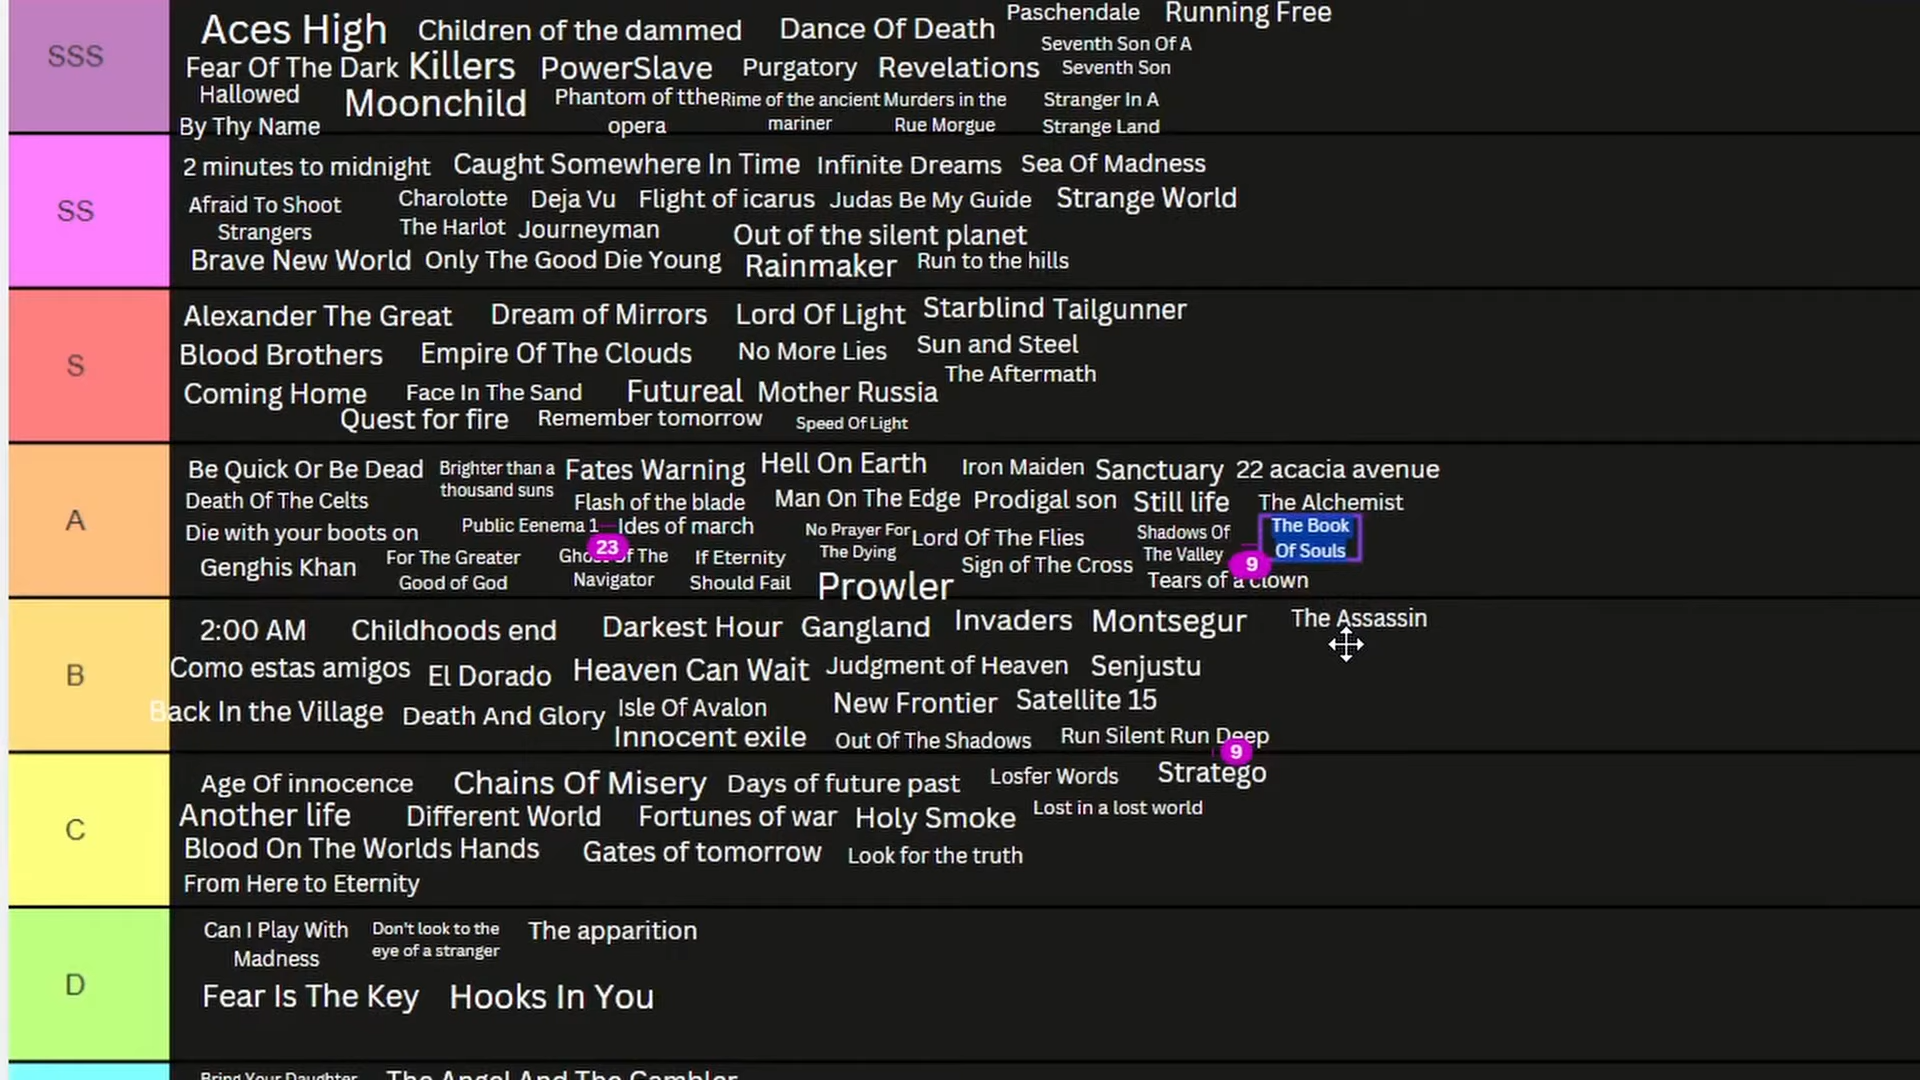 SSS
Aces High Children of the dammed Dance Of Death Paschendale Running Free
Seventh Son Of A
Seventh Son
Fear Of The Dark Killers PowerSlave Purgatory Revelations
Hallowed
By Thy Name
Moonchild
Phantom of tthe
opera
Rime of the ancient
mariner
Murders in the
Rue Morgue
Stranger In A
Strange Land
SS
2 minutes to midnight Caught Somewhere In Time Infinite Dreams Sea Of Madness
Afraid To Shoot
Strangers
Charolotte
The Harlot
Deja Vu Flight of icarus Judas Be My Guide Strange World
Journeyman Out of the silent planet
Brave New World Only The Good Die Young Rainmaker Run to the hills
S
Alexander The Great Dream of Mirrors Lord Of Light Starblind Tailgunner
Blood Brothers Empire Of The Clouds No More Lies Sun and Steel
The Aftermath
Coming Home Face In The Sand Futureal Mother Russia
Quest for fire Remember tomorrow Speed Of Light
A
Be Quick Or Be Dead
Brighter than a
thousand suns
Fates Warning Hell On Earth Iron Maiden Sanctuary 22 acacia avenue
Death Of The Celts Flash of the blade Man On The Edge Prodigal son Still life The Alchemist
Die with your boots on Public Eenema 1 Ides of march
No Prayer For
The Dying
Lord Of The Flies
Shadows Of
The Valley
The Book
Of Souls
23
9
Genghis Khan
For The Greater
Good of God
Ghost of The
Navigator
If Eternity
Should Fail
Prowler Sign of The Cross Tears of a clown
B
2:00 AM Childhoods end Darkest Hour Gangland Invaders Montsegur The Assassin
Como estas amigos El Dorado Heaven Can Wait Judgment of Heaven Senjustu
Back In the Village Death And Glory Isle Of Avalon New Frontier Satellite 15
Innocent exile Out Of The Shadows Run Silent Run Deep
9
C
Age Of innocence Chains Of Misery Days of future past Losfer Words Stratego
Another life Different World Fortunes of war Holy Smoke Lost in a lost world
Blood On The Worlds Hands Gates of tomorrow Look for the truth
From Here to Eternity
D
Can I Play With
Madness
Don't look to the
eye of a stranger
The apparition
Fear Is The Key Hooks In You
Bring Your Daughter The Angel And The Gambler